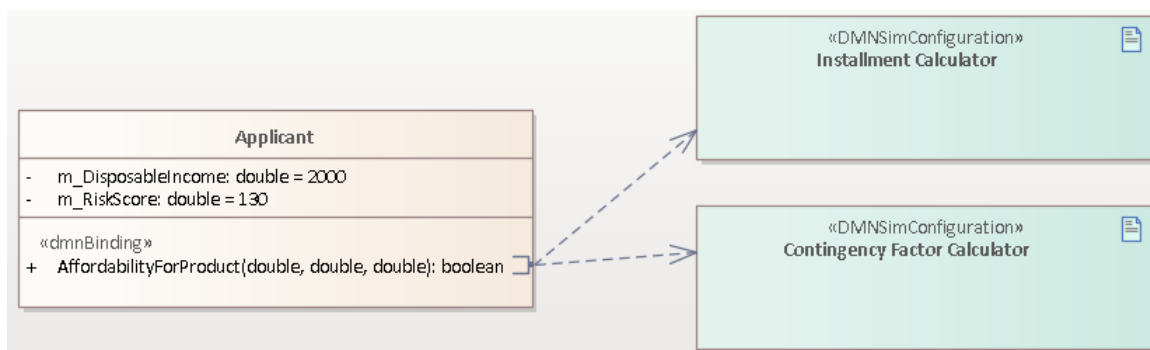 Applicant
- m_DisposableIncome: double = 2000
- m_RiskScore: double = 130
«dmnBinding»
+ AffordabilityForProduct(double, double, double): boolean
«DMNSimConfiguration»
Installment Calculator
«DMNSimConfiguration»
Contingency Factor Calculator